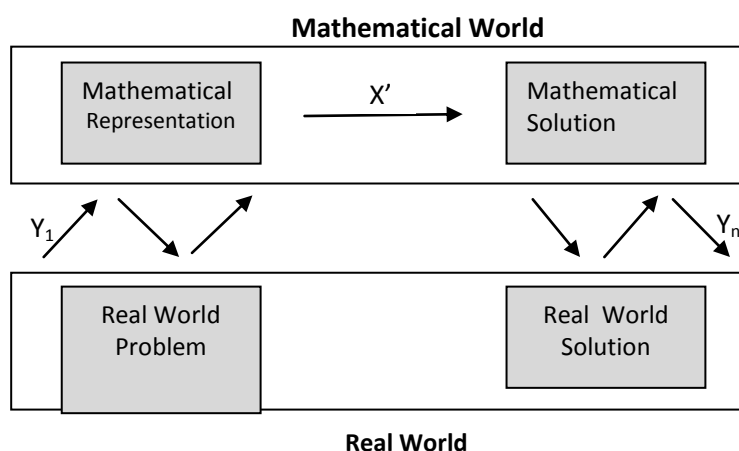 Mathematical World
Mathematical
Representation
X’
Mathematical
Solution
Y1
Yn
Real World
Problem
Real World
Solution
Real World